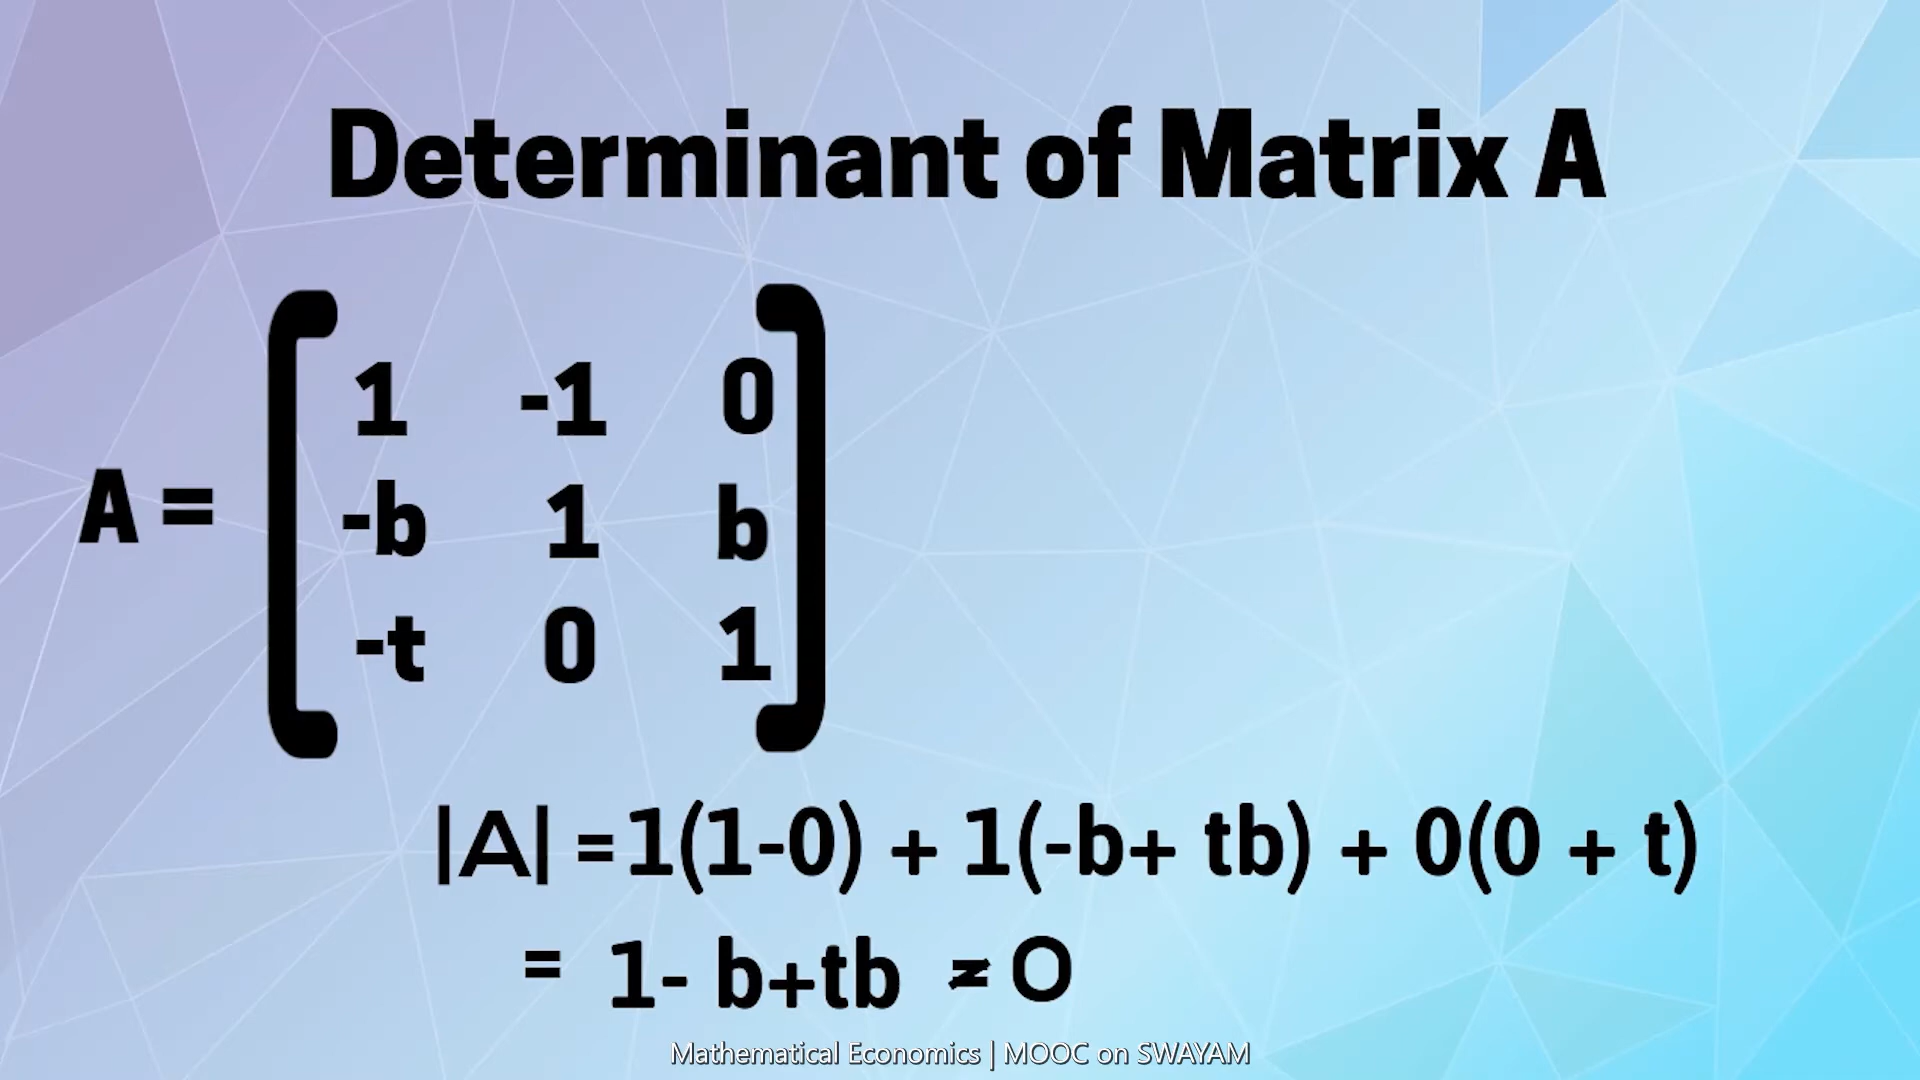 Determinant of Matrix A
1 -1 0
A = -b 1 b
-t 0 1
|A| =1(1-0) + 1(-b+ tb) + 0(0 + t)
= 1- b+tb ≠ 0
Mathematical Economics | MOOC on SWAYAM